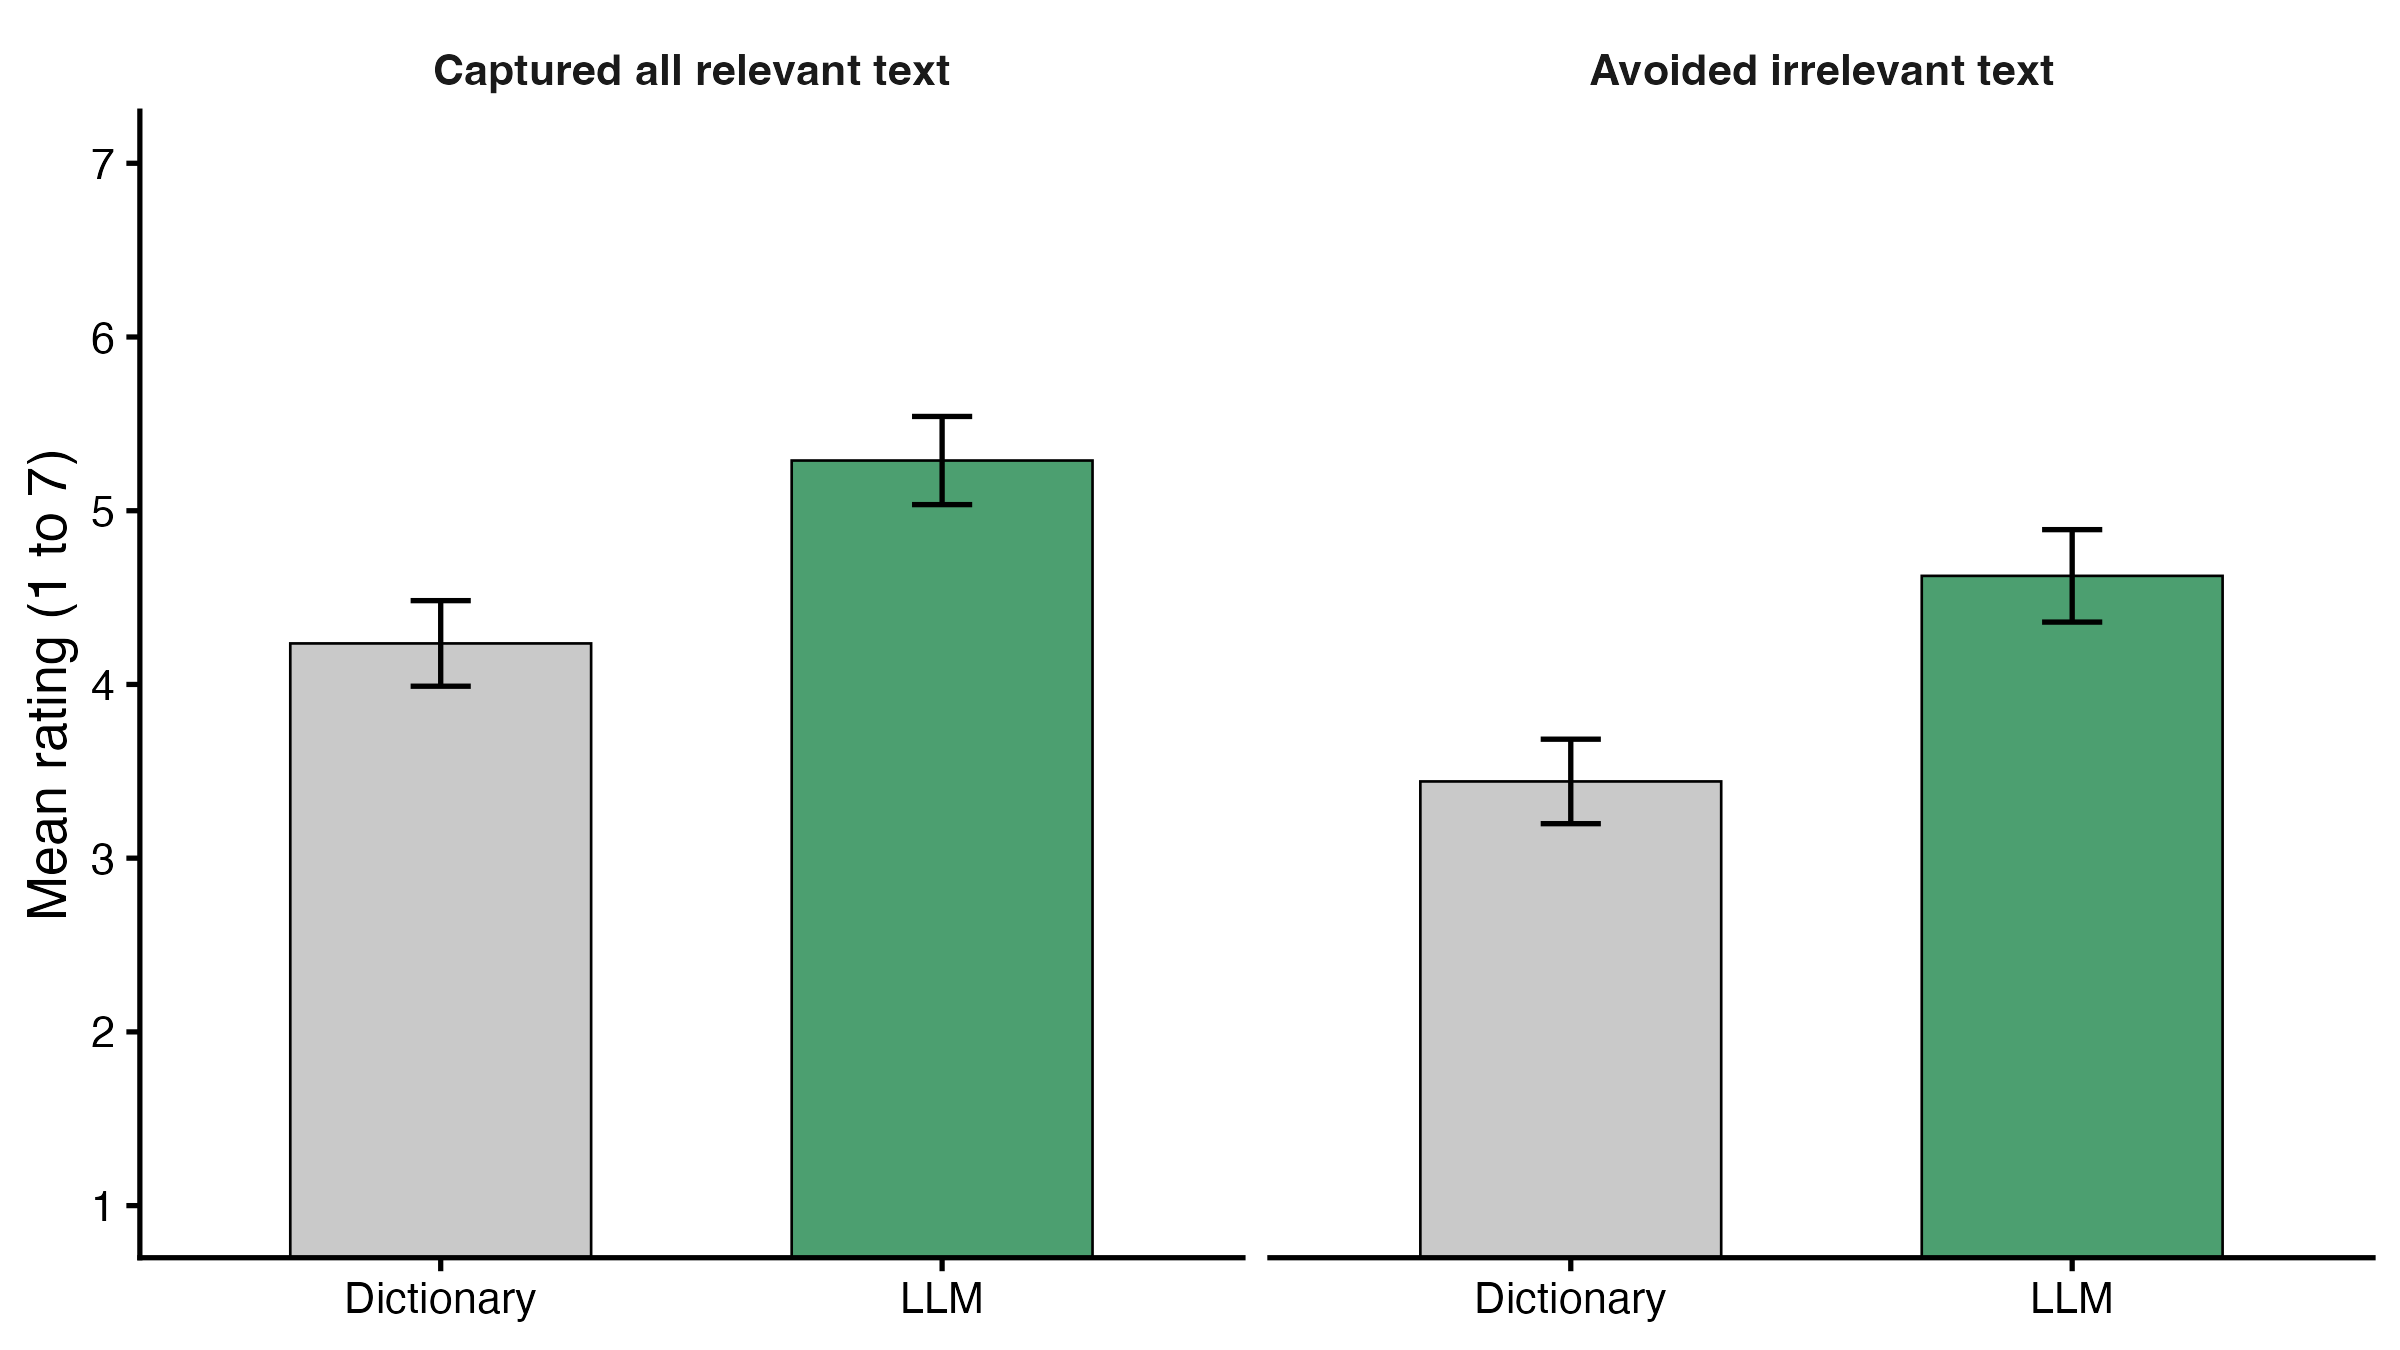 Captured all relevant text
Avoided irrelevant text
Mean rating (1 to 7)
7
6
5
4
3
2
1
Dictionary
LLM
Dictionary
LLM